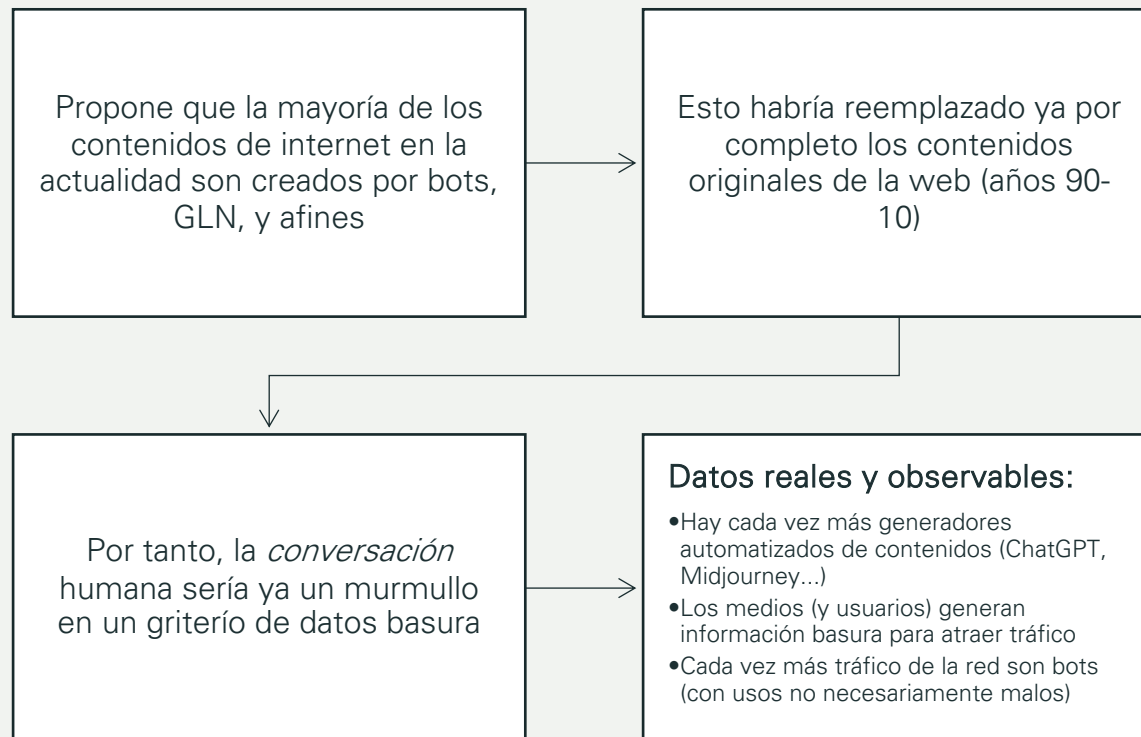 Propone que la mayoría de los
contenidos de internet en la
actualidad son creados por bots,
GLN, y afines
Esto habría reemplazado ya por
completo los contenidos
originales de la web (años 90-
10)
Por tanto, la conversación
humana sería ya un murmullo
en un griterío de datos basura
Datos reales y observables:
•Hay cada vez más generadores
automatizados de contenidos (ChatGPT,
Midjourney...)
•Los medios (y usuarios) generan
información basura para atraer tráfico
•Cada vez más tráfico de la red son bots
(con usos no necesariamente malos)